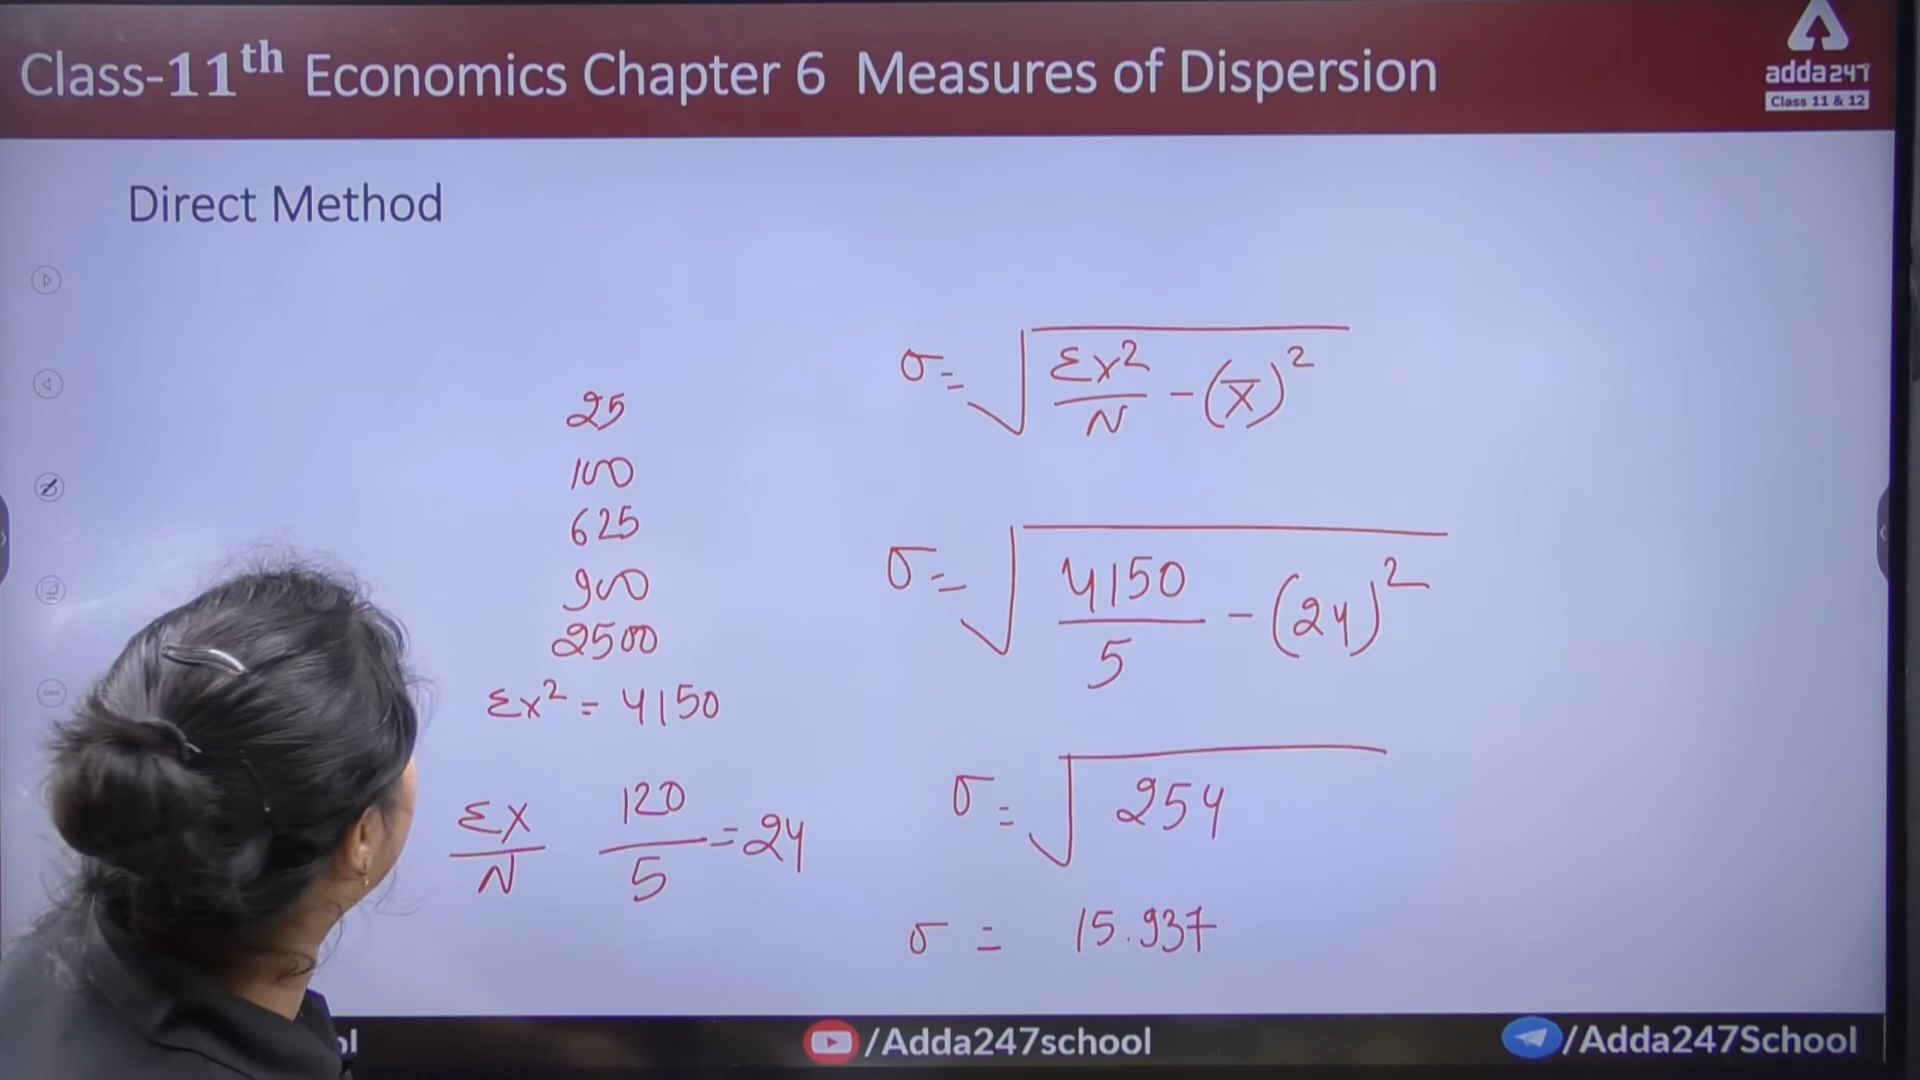 Class-11th Economics Chapter 6 Measures of Dispersion
adda247
Class 11 & 12
Direct Method
25
100
625
900
2500
Σx² = 4150
Σx/N 120/5 = 24
σ = √(Σx²/N - (x̄)²)
σ = √(4150/5 - (24)²)
σ = √254
σ = 15.937
/Adda247school
/Adda247School